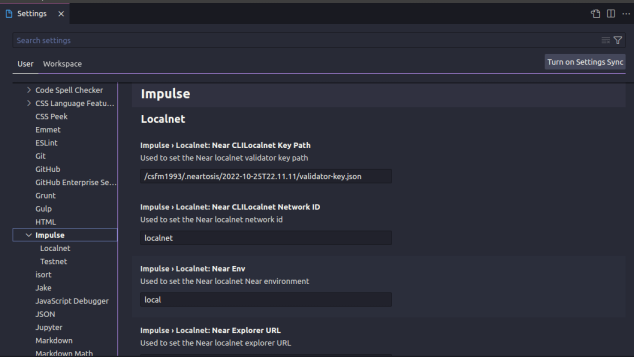 Settings
Search settings
User
Workspace
Turn on Settings Sync
Code Spell Checker
CSS Language Featu...
CSS Peek
Emmet
ESLint
Git
GitHub
GitHub Enterprise Se...
Grunt
Gulp
HTML
Impulse
Localnet
Testnet
isort
Jake
JavaScript Debugger
JSON
Jupyter
Markdown
Markdown Math
Impulse
Localnet
Impulse › Localnet: Near CLILocalnet Key Path
Used to set the Near localnet validator key path
/csfm1993/.neartosis/2022-10-25T22.11.11/validator-key.json
Impulse › Localnet: Near CLILocalnet Network ID
Used to set the Near localnet network id
localnet
Impulse › Localnet: Near Env
Used to set the Near localnet Near environment
local
Impulse › Localnet: Near Explorer URL
Used to set the Near localnet explorer URL